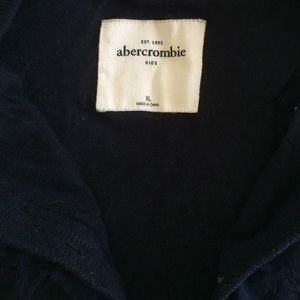 EST. 1892
abercrombie
KIDS
XL
MADE IN CHINA